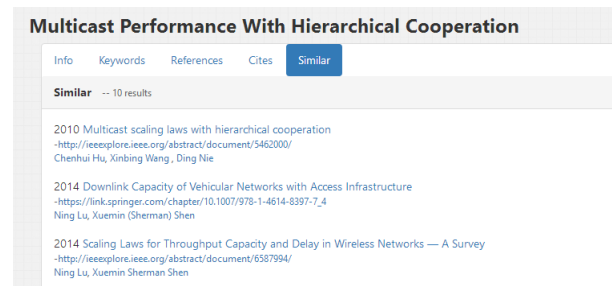 Multicast Performance With Hierarchical Cooperation
Info Keywords References Cites Similar
Similar -- 10 results
2010 Multicast scaling laws with hierarchical cooperation
-http://ieeexplore.ieee.org/abstract/document/5462000/
Chenhui Hu, Xinbing Wang , Ding Nie
2014 Downlink Capacity of Vehicular Networks with Access Infrastructure
-https://link.springer.com/chapter/10.1007/978-1-4614-8397-7_4
Ning Lu, Xuemin (Sherman) Shen
2014 Scaling Laws for Throughput Capacity and Delay in Wireless Networks — A Survey
-http://ieeexplore.ieee.org/abstract/document/6587994/
Ning Lu, Xuemin Sherman Shen